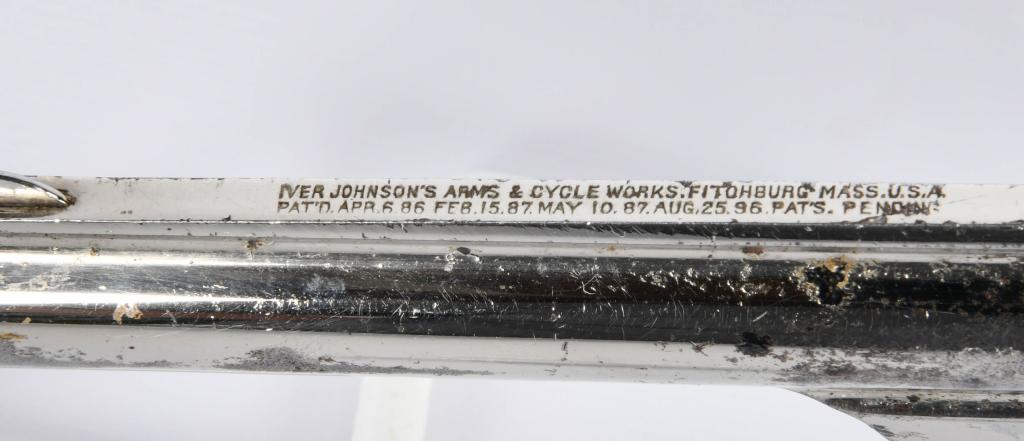 IVER JOHNSON'S ARMS & CYCLE WORKS. FITCHBURG MASS. U.S.A.
PAT'D. APR. 6. 86. FEB. 15. 87. MAY 10. 87. AUG. 25. 96. PAT'S. PENDING